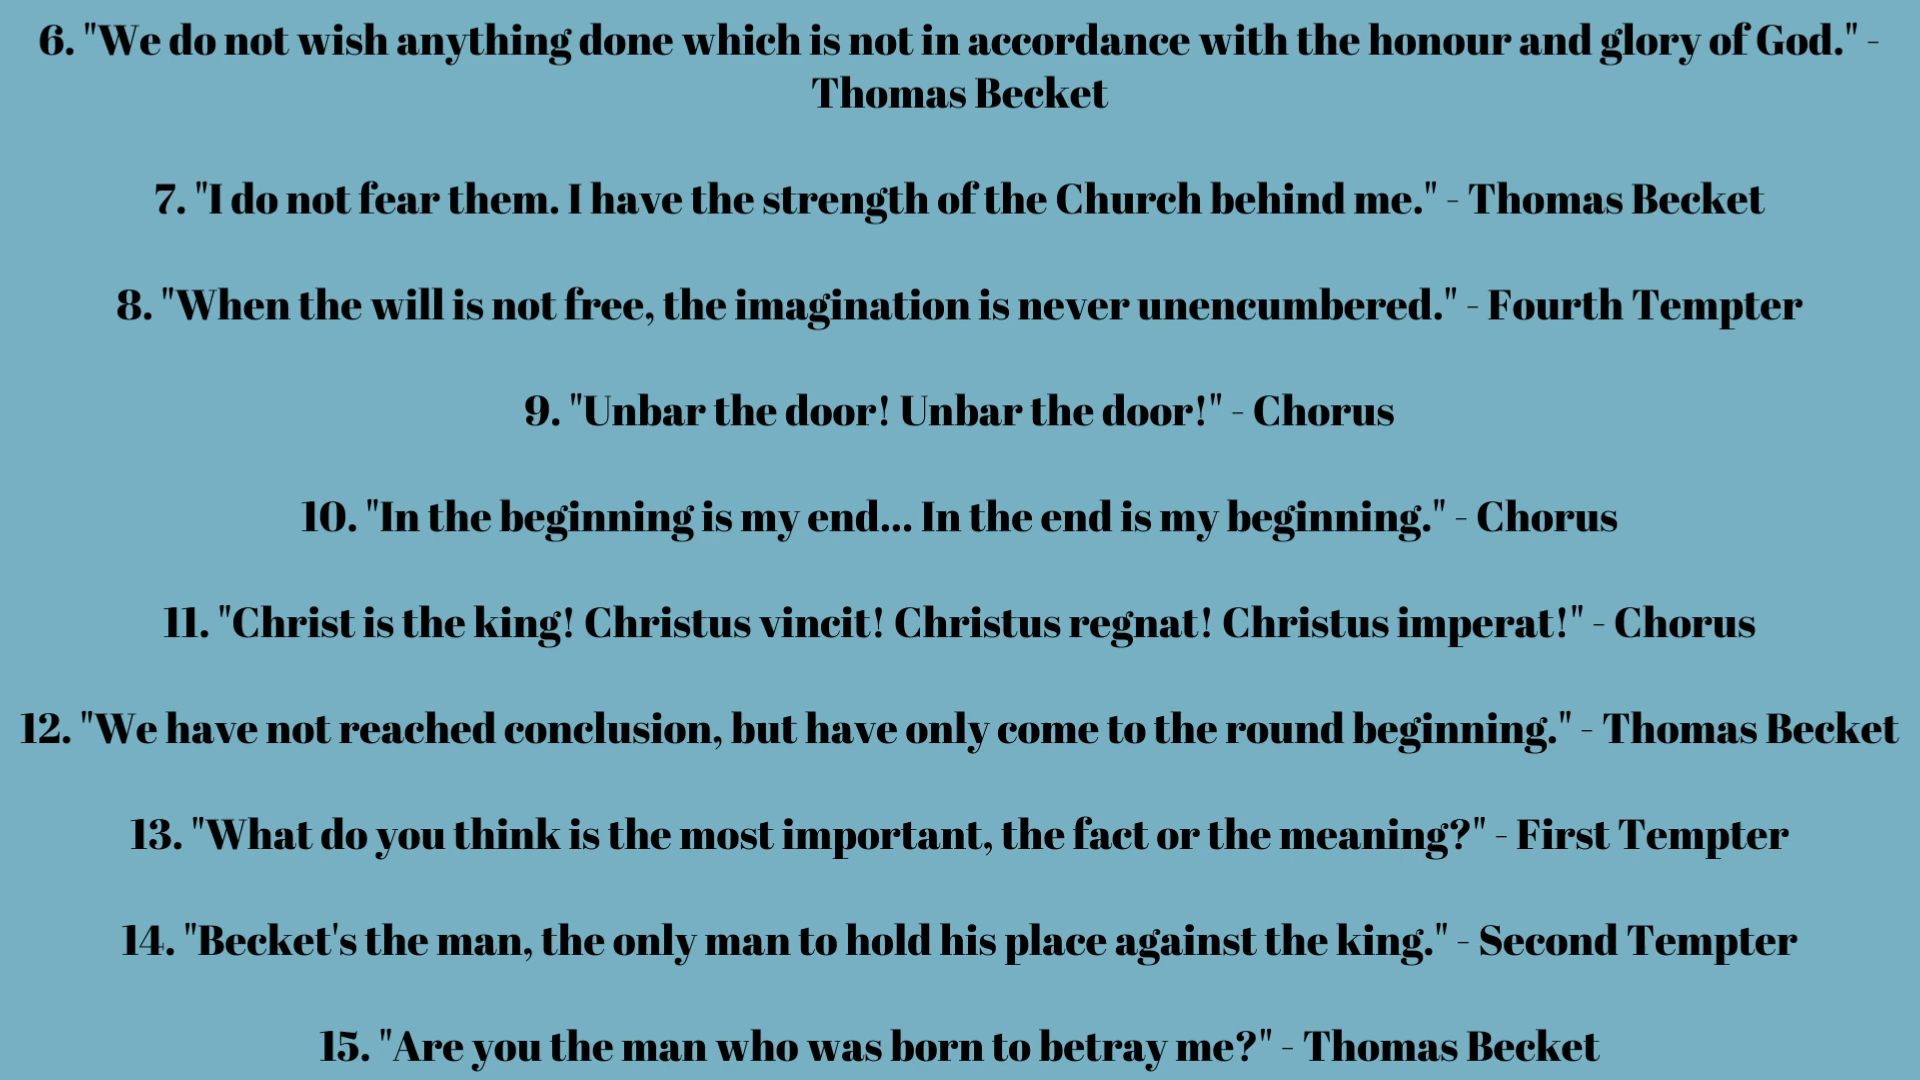 6. "We do not wish anything done which is not in accordance with the honour and glory of God." -
Thomas Becket
7. "I do not fear them. I have the strength of the Church behind me." - Thomas Becket
8. "When the will is not free, the imagination is never unencumbered." - Fourth Tempter
9. "Unbar the door! Unbar the door!" - Chorus
10. "In the beginning is my end... In the end is my beginning." - Chorus
11. "Christ is the king! Christus vincit! Christus regnat! Christus imperat!" - Chorus
12. "We have not reached conclusion, but have only come to the round beginning." - Thomas Becket
13. "What do you think is the most important, the fact or the meaning?" - First Tempter
14. "Becket's the man, the only man to hold his place against the king." - Second Tempter
15. "Are you the man who was born to betray me?" - Thomas Becket